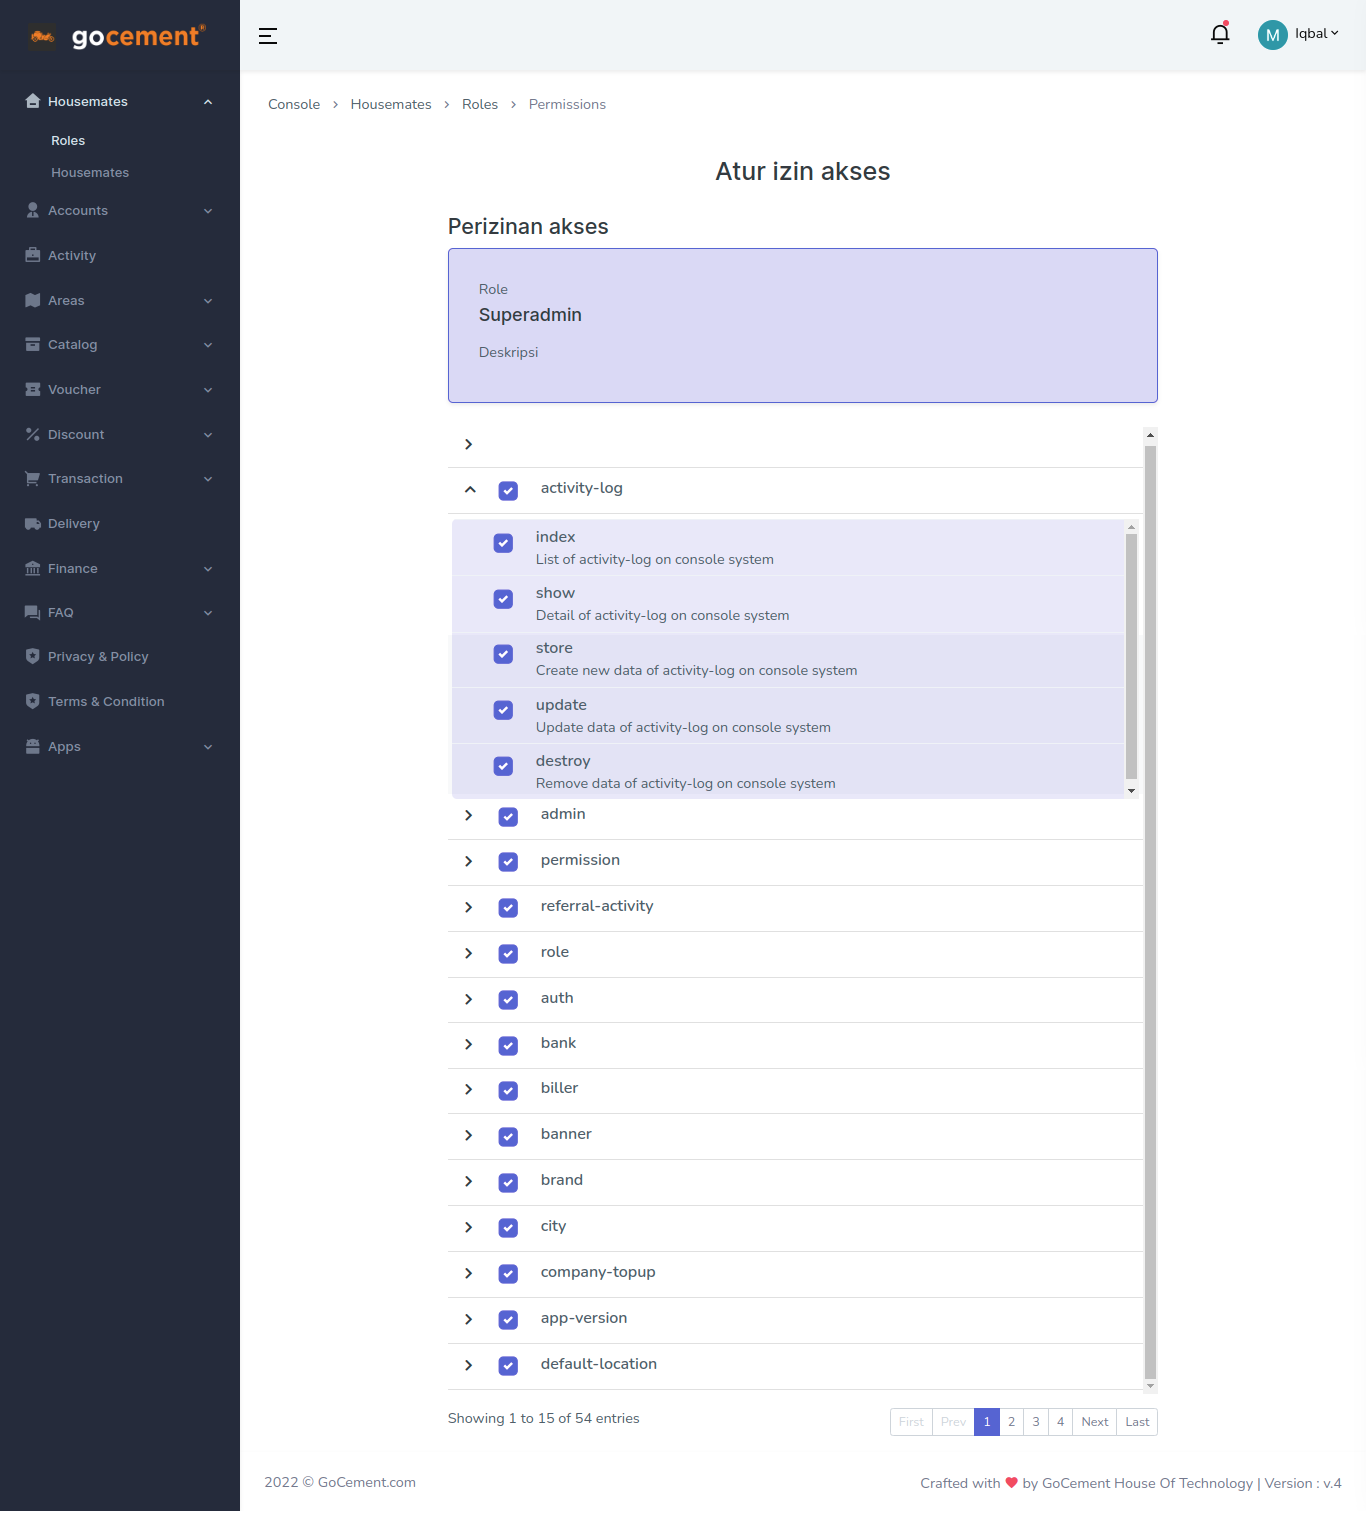 gocement®
Iqbal
M
Housemates
Roles
Housemates
Accounts
Activity
Areas
Catalog
Voucher
Discount
Transaction
Delivery
Finance
FAQ
Privacy & Policy
Terms & Condition
Apps
Console > Housemates > Roles > Permissions
Atur izin akses
Perizinan akses
Role
Superadmin
Deskripsi
activity-log
index
List of activity-log on console system
show
Detail of activity-log on console system
store
Create new data of activity-log on console system
update
Update data of activity-log on console system
destroy
Remove data of activity-log on console system
admin
permission
referral-activity
role
auth
bank
biller
banner
brand
city
company-topup
app-version
default-location
Showing 1 to 15 of 54 entries
First Prev 1 2 3 4 Next Last
2022 © GoCement.com
Crafted with ♥ by GoCement House Of Technology | Version : v.4